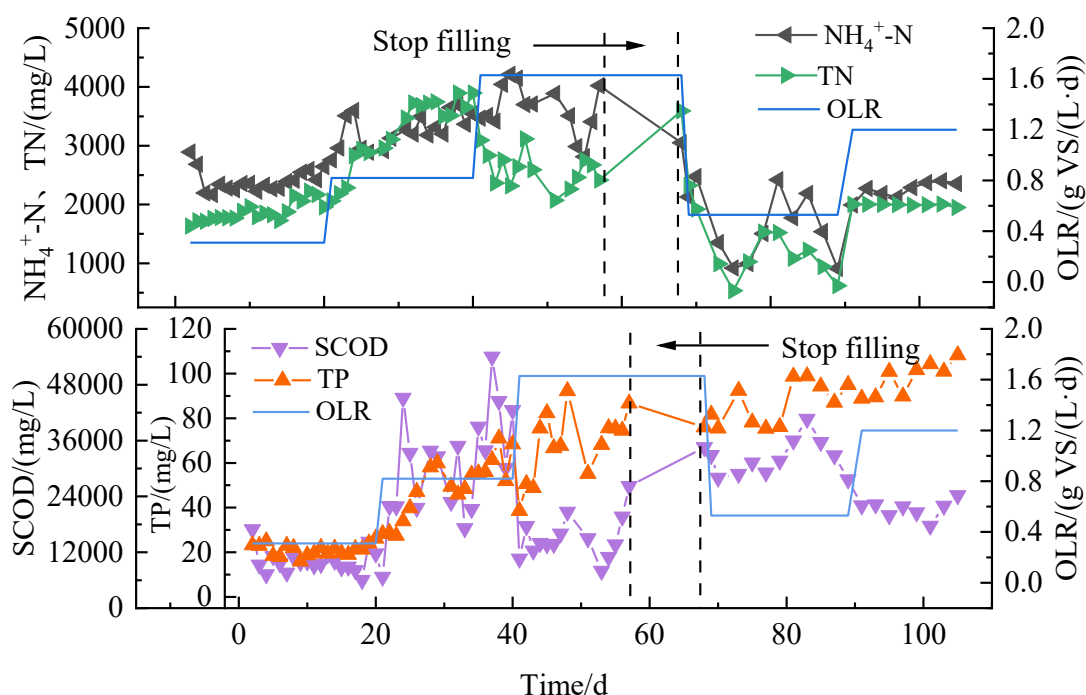 NH₄⁺-N、 TN/(mg/L)
5000
4000
3000
2000
1000
Stop filling
NH₄⁺-N
TN
OLR
2.0
1.6
1.2
0.8
0.4
0.0
OLR/(g VS/(L·d)
SCOD/(mg/L)
60000
48000
36000
24000
12000
0
TP/(mg/L)
120
100
80
60
40
20
0
SCOD
TP
OLR
Stop filling
2.0
1.6
1.2
0.8
0.4
0.0
OLR/(g VS/(L·d)
0 20 40 60 80 100
Time/d